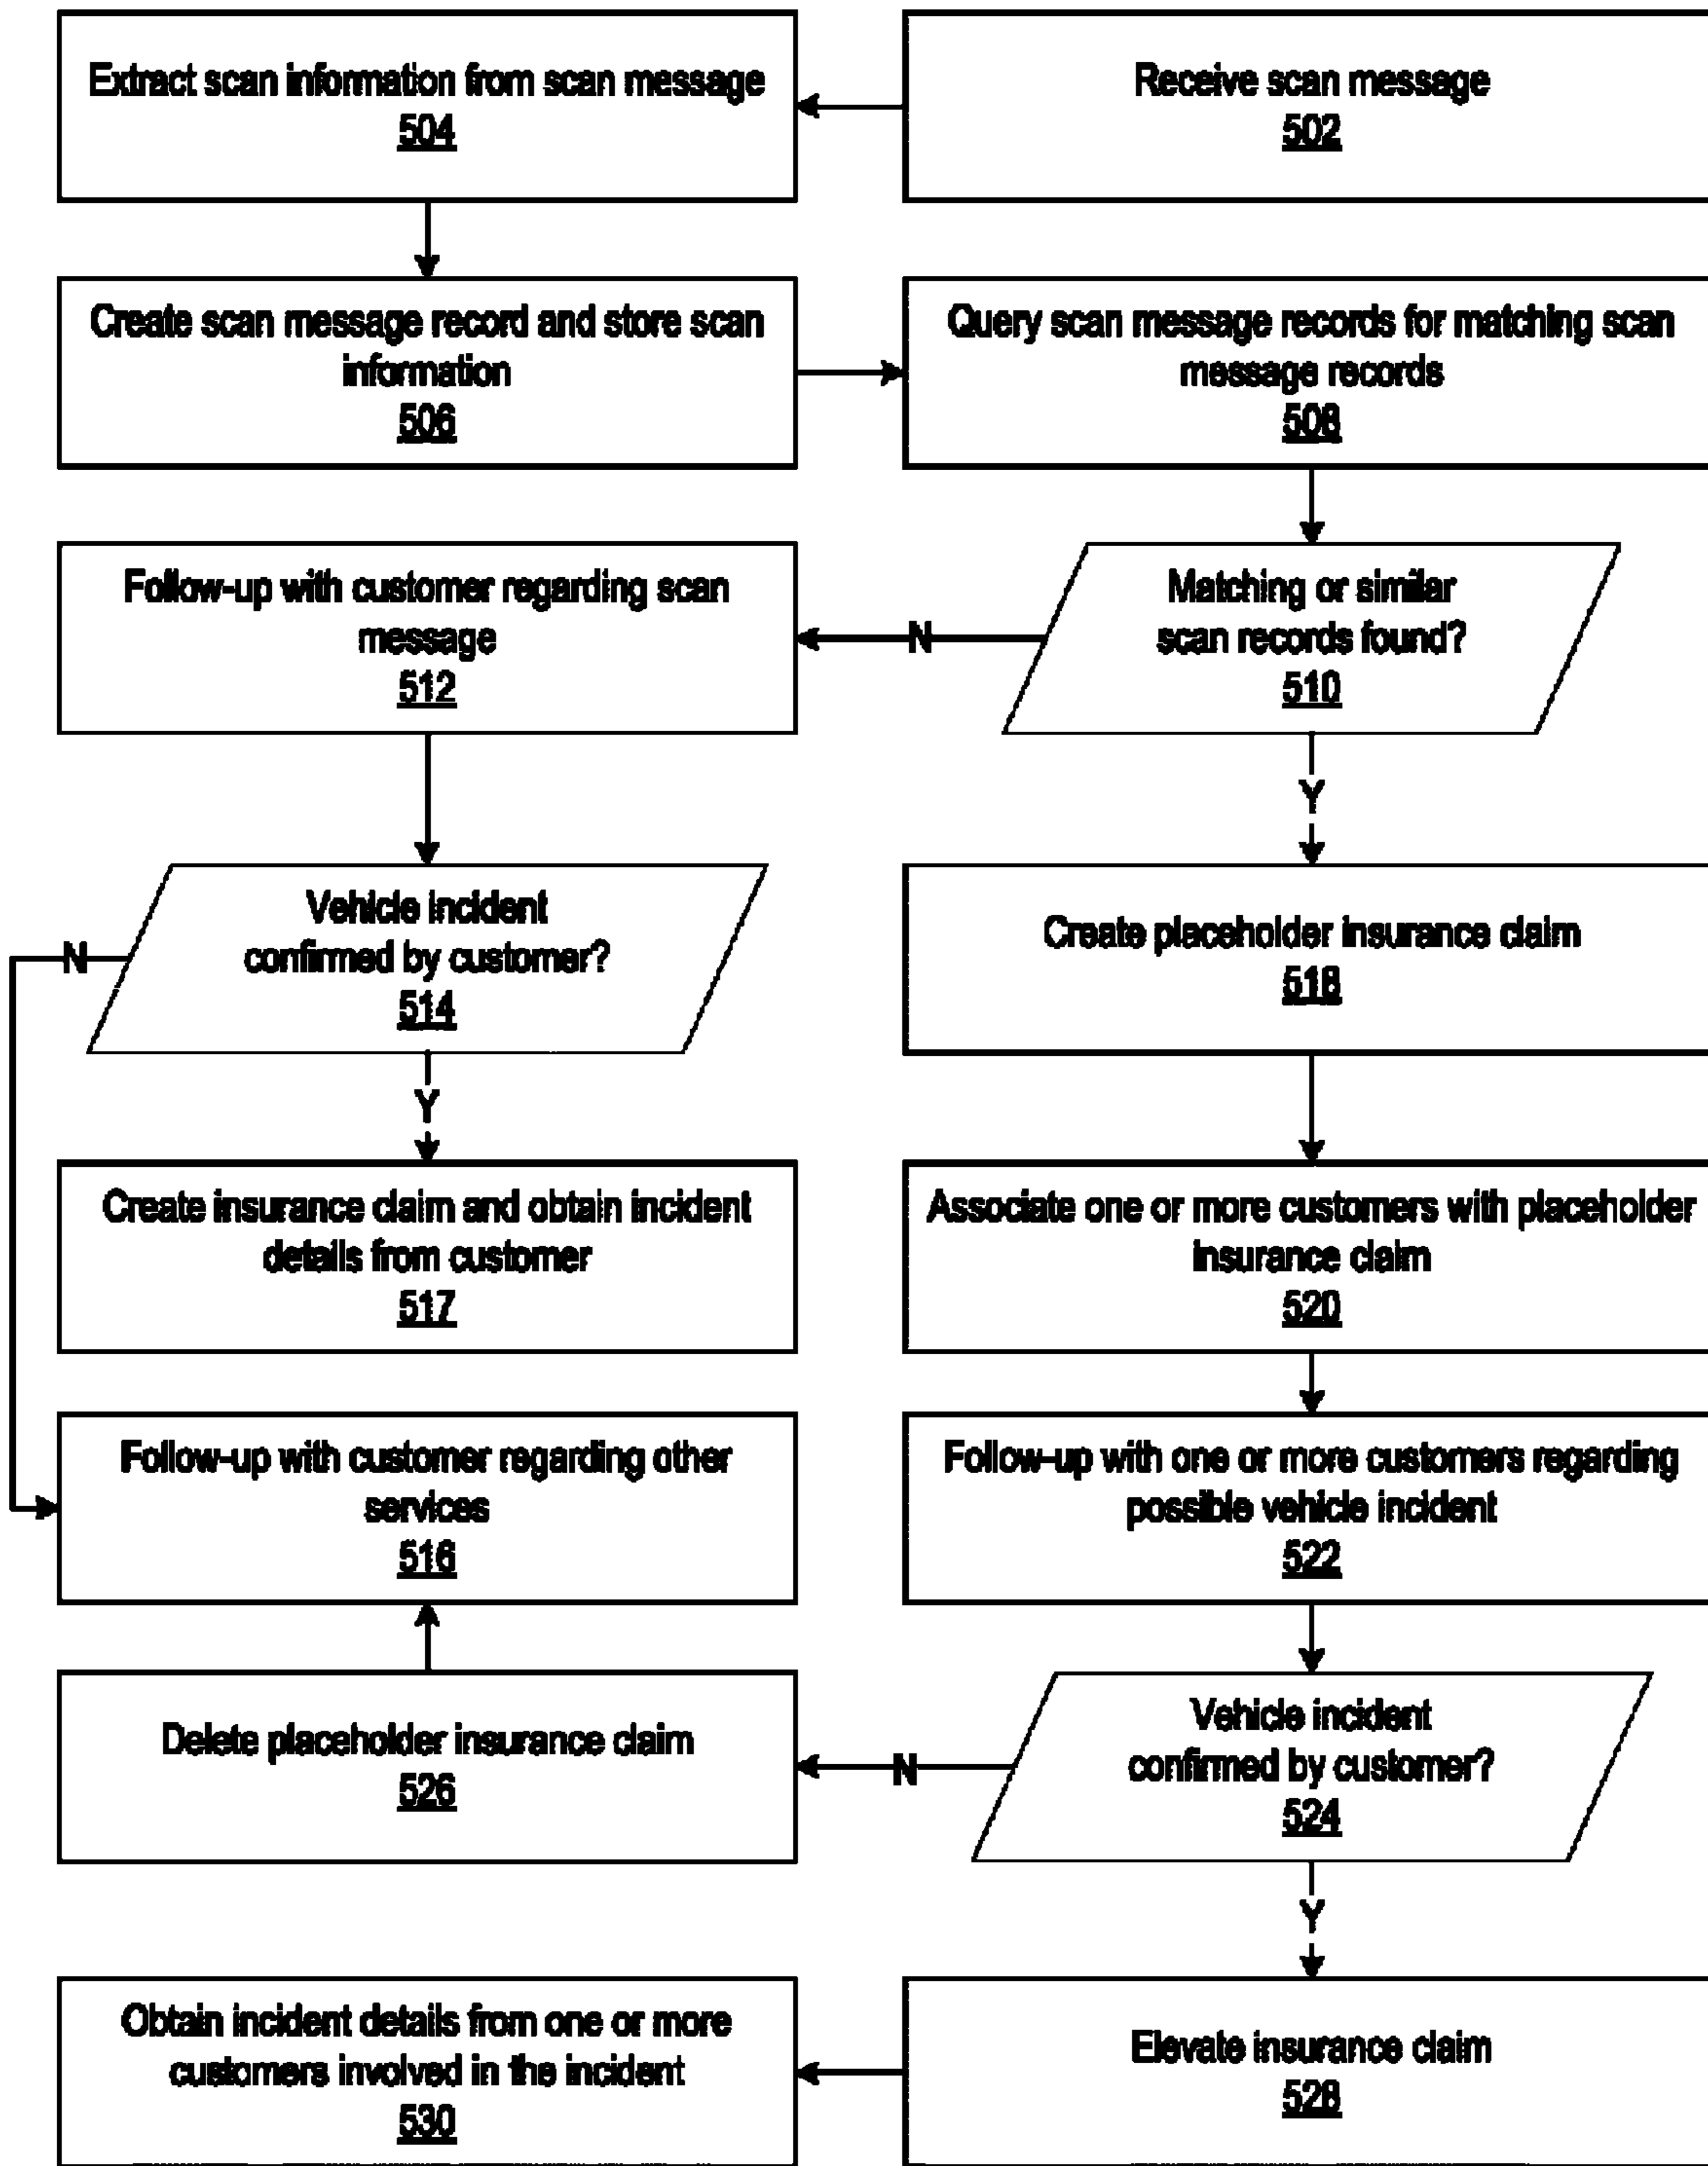 Extract scan information from scan message
504
Receive scan message
502
Create scan message record and store scan
information
506
Query scan message records for matching scan
message records
508
Follow-up with customer regarding scan
message
512
N
Matching or similar
scan records found?
510
Y
Vehicle incident
confirmed by customer?
514
N
Y
Create placeholder insurance claim
518
Create insurance claim and obtain incident
details from customer
517
Associate one or more customers with placeholder
insurance claim
520
Follow-up with customer regarding other
services
516
Follow-up with one or more customers regarding
possible vehicle incident
522
Delete placeholder insurance claim
526
N
Vehicle incident
confirmed by customer?
524
Y
Obtain incident details from one or more
customers involved in the incident
530
Elevate insurance claim
528